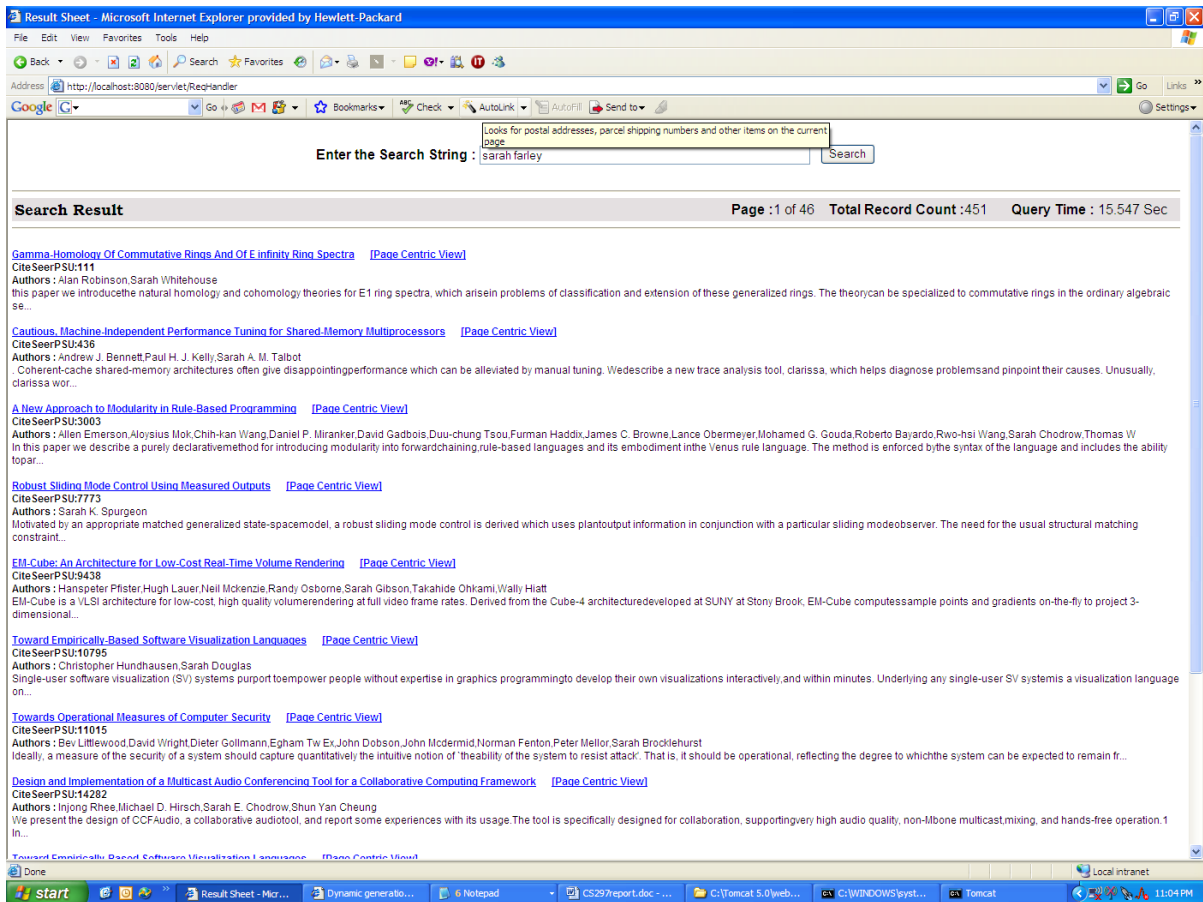 Result Sheet - Microsoft Internet Explorer provided by Hewlett-Packard
File Edit View Favorites Tools Help
Back Search Favorites
Address http://localhost:8080/servlet/ReqHandler Go Links »
Google G Go Bookmarks ABC Check AutoLink AutoFill Send to Settings
Looks for postal addresses, parcel shipping numbers and other items on the current
page
Enter the Search String : sarah farley Search
Search Result Page :1 of 46 Total Record Count :451 Query Time : 15.547 Sec
Gamma-Homology Of Commutative Rings And Of E infinity Ring Spectra [Page Centric View]
CiteSeerPSU:111
Authors : Alan Robinson,Sarah Whitehouse
this paper we introducethe natural homology and cohomology theories for E1 ring spectra, which arisein problems of classification and extension of these generalized rings. The theorycan be specialized to commutative rings in the ordinary algebraic
se...
Cautious, Machine-Independent Performance Tuning for Shared-Memory Multiprocessors [Page Centric View]
CiteSeerPSU:436
Authors : Andrew J. Bennett,Paul H. J. Kelly,Sarah A. M. Talbot
. Coherent-cache shared-memory architectures often give disappointingperformance which can be alleviated by manual tuning. Wedescribe a new trace analysis tool, clarissa, which helps diagnose problemsand pinpoint their causes. Unusually,
clarissa wor...
A New Approach to Modularity in Rule-Based Programming [Page Centric View]
CiteSeerPSU:3003
Authors : Allen Emerson,Aloysius Mok,Chih-kan Wang,Daniel P. Miranker,David Gadbois,Duu-chung Tsou,Furman Haddix,James C. Browne,Lance Obermeyer,Mohamed G. Gouda,Roberto Bayardo,Rwo-hsi Wang,Sarah Chodrow,Thomas W
In this paper we describe a purely declarativemethod for introducing modularity into forwardchaining,rule-based languages and its embodiment inthe Venus rule language. The method is enforced bythe syntax of the language and includes the ability
topar...
Robust Sliding Mode Control Using Measured Outputs [Page Centric View]
CiteSeerPSU:7773
Authors : Sarah K. Spurgeon
Motivated by an appropriate matched generalized state-spacemodel, a robust sliding mode control is derived which uses plantoutput information in conjunction with a particular sliding modeobserver. The need for the usual structural matching
constraint...
EM-Cube: An Architecture for Low-Cost Real-Time Volume Rendering [Page Centric View]
CiteSeerPSU:9438
Authors : Hanspeter Pfister,Hugh Lauer,Neil Mckenzie,Randy Osborne,Sarah Gibson,Takahide Ohkami,Wally Hiatt
EM-Cube is a VLSI architecture for low-cost, high quality volumerendering at full video frame rates. Derived from the Cube-4 architecturedeveloped at SUNY at Stony Brook, EM-Cube computessample points and gradients on-the-fly to project 3-
dimensional...
Toward Empirically-Based Software Visualization Languages [Page Centric View]
CiteSeerPSU:10795
Authors : Christopher Hundhausen,Sarah Douglas
Single-user software visualization (SV) systems purport toempower people without expertise in graphics programmingto develop their own visualizations interactively,and within minutes. Underlying any single-user SV systemis a visualization language
on...
Towards Operational Measures of Computer Security [Page Centric View]
CiteSeerPSU:11015
Authors : Bev Littlewood,David Wright,Dieter Gollmann,Egham Tw Ex,John Dobson,John Mcdermid,Norman Fenton,Peter Mellor,Sarah Brocklehurst
Ideally, a measure of the security of a system should capture quantitatively the intuitive notion of `theability of the system to resist attack'. That is, it should be operational, reflecting the degree to whichthe system can be expected to remain fr...
Design and Implementation of a Multicast Audio Conferencing Tool for a Collaborative Computing Framework [Page Centric View]
CiteSeerPSU:14282
Authors : Injong Rhee,Michael D. Hirsch,Sarah E. Chodrow,Shun Yan Cheung
We present the design of CCFAudio, a collaborative audiotool, and report some experiences with its usage.The tool is specifically designed for collaboration, supportingvery high audio quality, non-Mbone multicast,mixing, and hands-free operation.1
In...
Toward Empirically-Based Software Visualization Languages [Page Centric View]
Done Local intranet
start » Result Sheet - Micr... Dynamic generatio... 6 Notepad CS297report.doc - ... C:\Tomcat 5.0\web... C:\WINDOWS\syst... Tomcat 11:04 PM